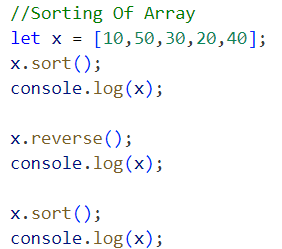 //Sorting Of Array
let x = [10,50,30,20,40];
x.sort();
console.log(x);
x.reverse();
console.log(x);
x.sort();
console.log(x);